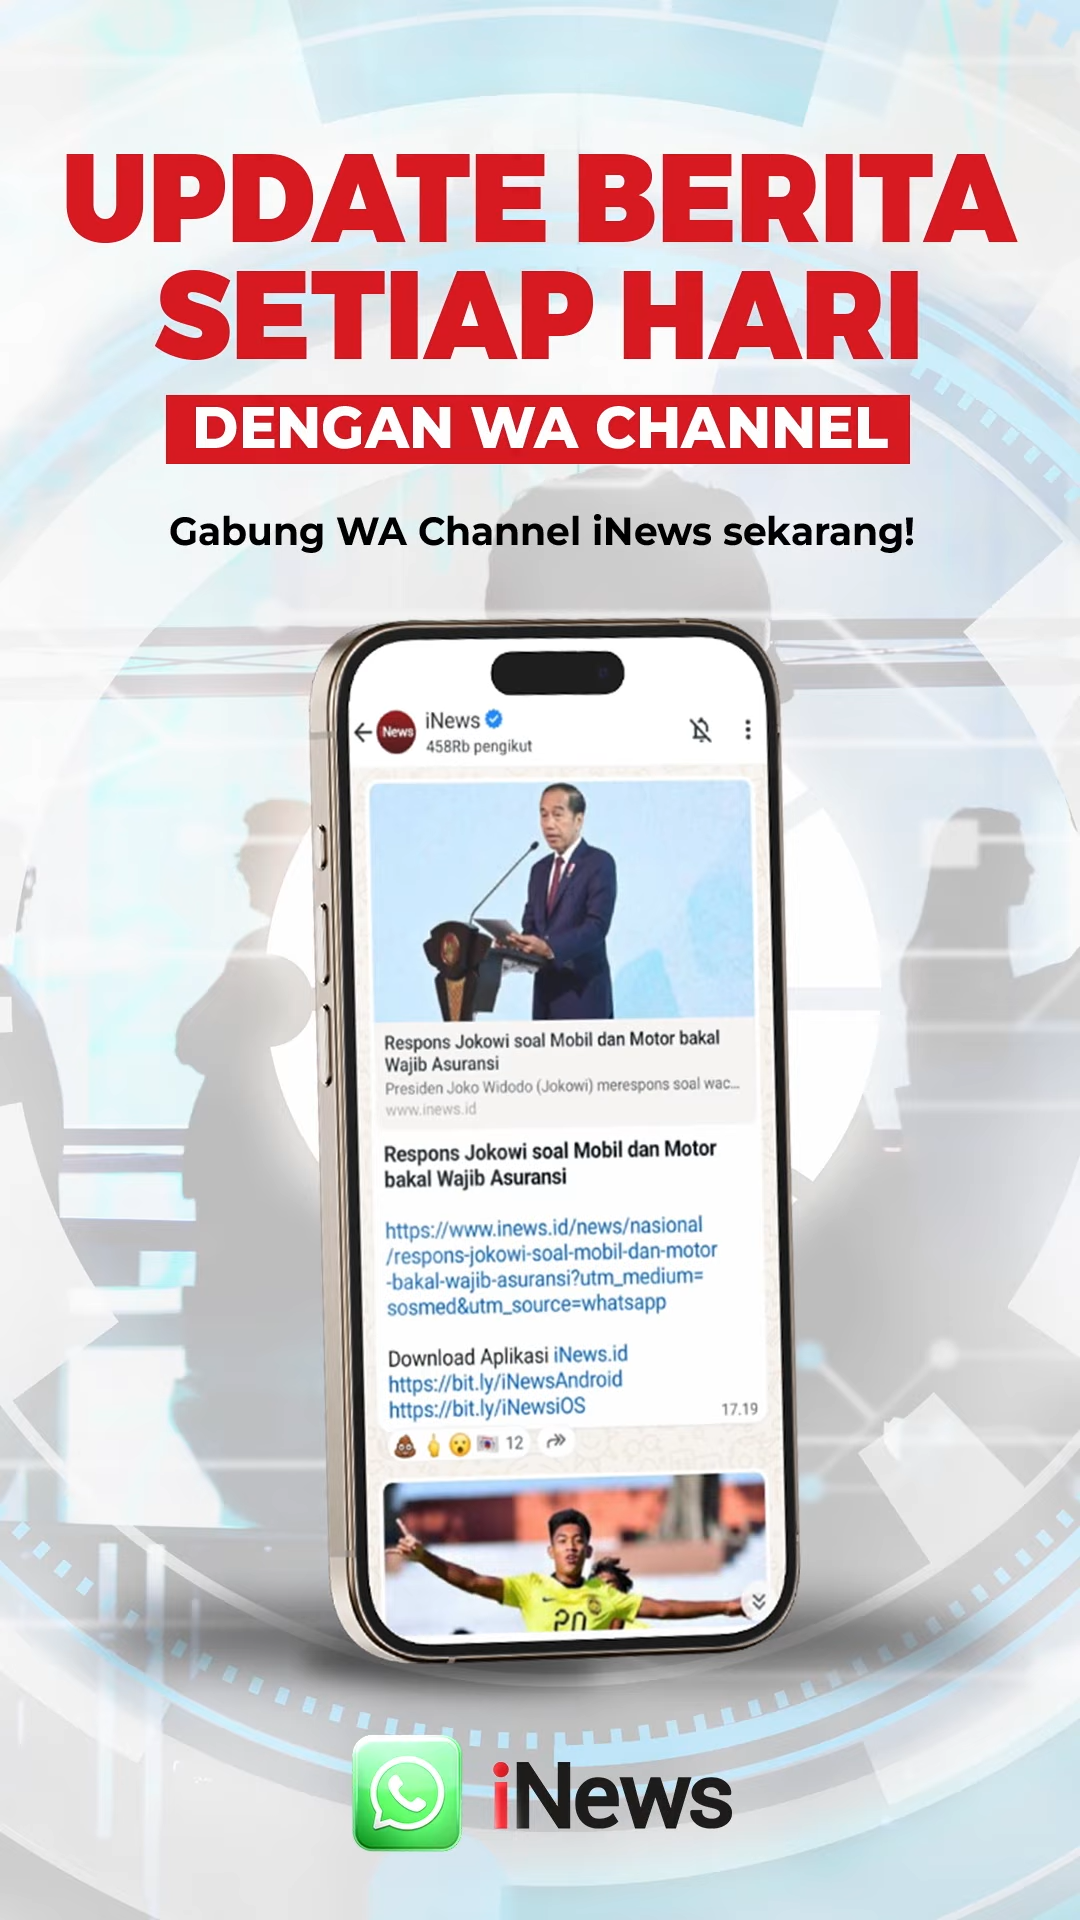 UPDATE BERITA
SETIAP HARI
DENGAN WA CHANNEL
Gabung WA Channel iNews sekarang!
News
iNews
458Rb pengikut
Respons Jokowi soal Mobil dan Motor bakal
Wajib Asuransi
Presiden Joko Widodo (Jokowi) merespons soal wac...
www.inews.id
Respons Jokowi soal Mobil dan Motor
bakal Wajib Asuransi
https://www.inews.id/news/nasional
/respons-jokowi-soal-mobil-dan-motor
-bakal-wajib-asuransi?utm_medium=
sosmed&utm_source=whatsapp
Download Aplikasi iNews.id
https://bit.ly/iNewsAndroid
https://bit.ly/iNewsiOS
17.19
12
20
iNews